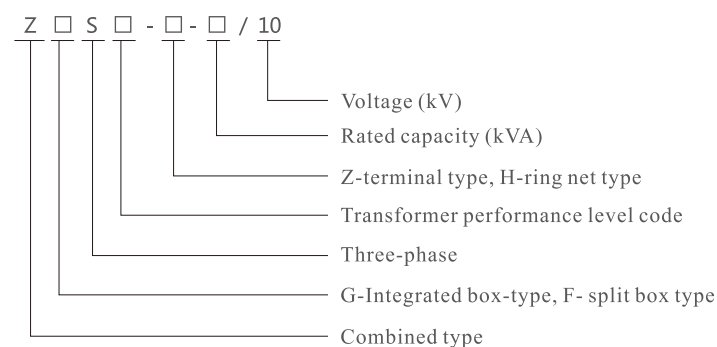 Z □ S □ - □ - □ / 10
Voltage (kV)
Rated capacity (kVA)
Z-terminal type, H-ring net type
Transformer performance level code
Three-phase
G-Integrated box-type, F- split box type
Combined type